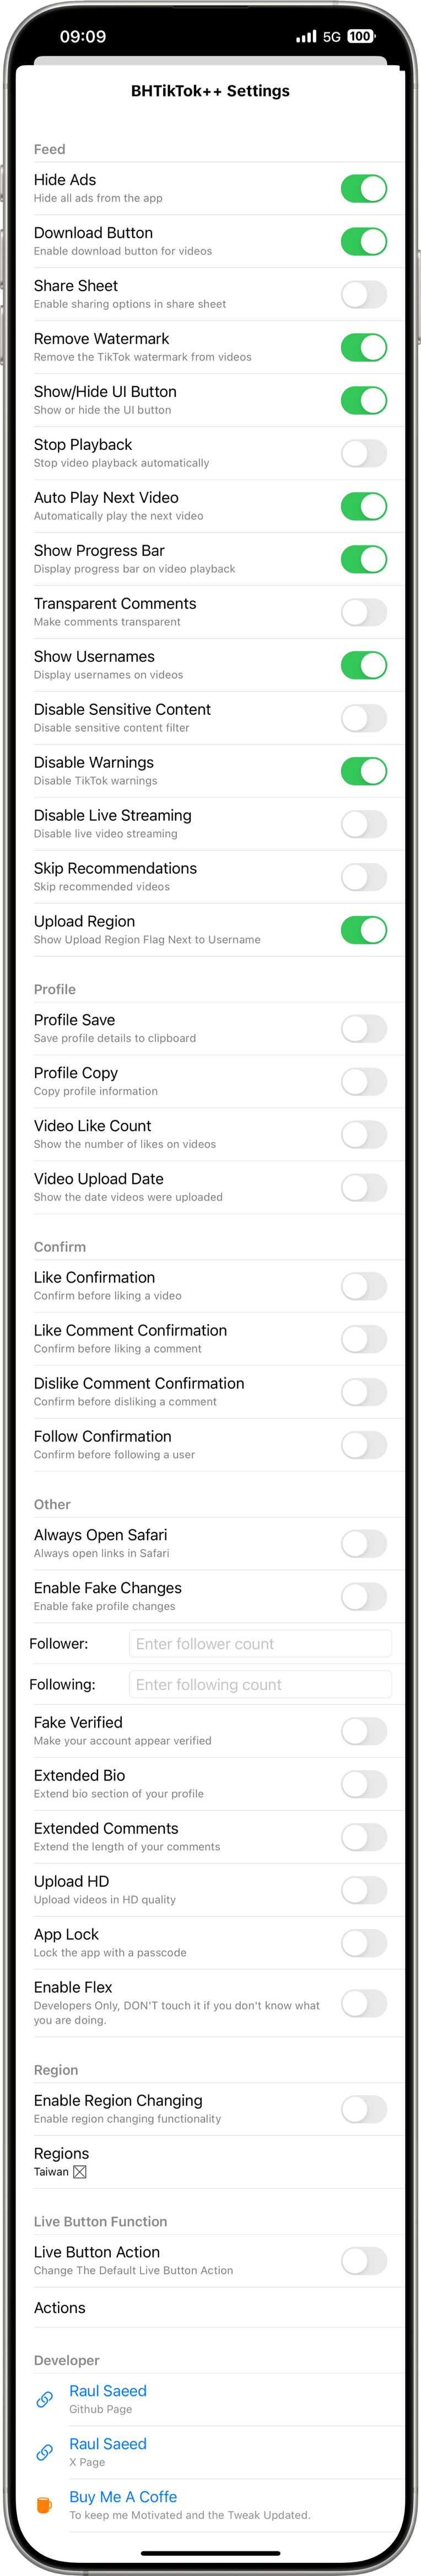 09:09
5G 100
BHTikTok++ Settings
Feed
Hide Ads
Hide all ads from the app
Download Button
Enable download button for videos
Share Sheet
Enable sharing options in share sheet
Remove Watermark
Remove the TikTok watermark from videos
Show/Hide UI Button
Show or hide the UI button
Stop Playback
Stop video playback automatically
Auto Play Next Video
Automatically play the next video
Show Progress Bar
Display progress bar on video playback
Transparent Comments
Make comments transparent
Show Usernames
Display usernames on videos
Disable Sensitive Content
Disable sensitive content filter
Disable Warnings
Disable TikTok warnings
Disable Live Streaming
Disable live video streaming
Skip Recommendations
Skip recommended videos
Upload Region
Show Upload Region Flag Next to Username
Profile
Profile Save
Save profile details to clipboard
Profile Copy
Copy profile information
Video Like Count
Show the number of likes on videos
Video Upload Date
Show the date videos were uploaded
Confirm
Like Confirmation
Confirm before liking a video
Like Comment Confirmation
Confirm before liking a comment
Dislike Comment Confirmation
Confirm before disliking a comment
Follow Confirmation
Confirm before following a user
Other
Always Open Safari
Always open links in Safari
Enable Fake Changes
Enable fake profile changes
Follower: Enter follower count
Following: Enter following count
Fake Verified
Make your account appear verified
Extended Bio
Extend bio section of your profile
Extended Comments
Extend the length of your comments
Upload HD
Upload videos in HD quality
App Lock
Lock the app with a passcode
Enable Flex
Developers Only, DON'T touch it if you don't know what
you are doing.
Region
Enable Region Changing
Enable region changing functionality
Regions
Taiwan
Live Button Function
Live Button Action
Change The Default Live Button Action
Actions
Developer
Raul Saeed
Github Page
Raul Saeed
X Page
Buy Me A Coffe
To keep me Motivated and the Tweak Updated.